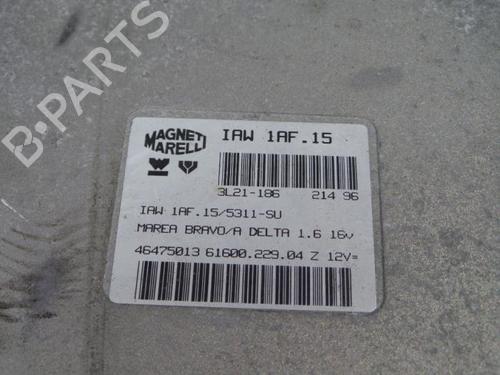 B-PARTS
MAGNETI MARELLI
IAW 1AF.15
3L21-186 214 96
IAW 1AF.15/5311-SU
MAREA BRAVO/A DELTA 1.6 16v
46475013 61600.229.04 Z 12V=